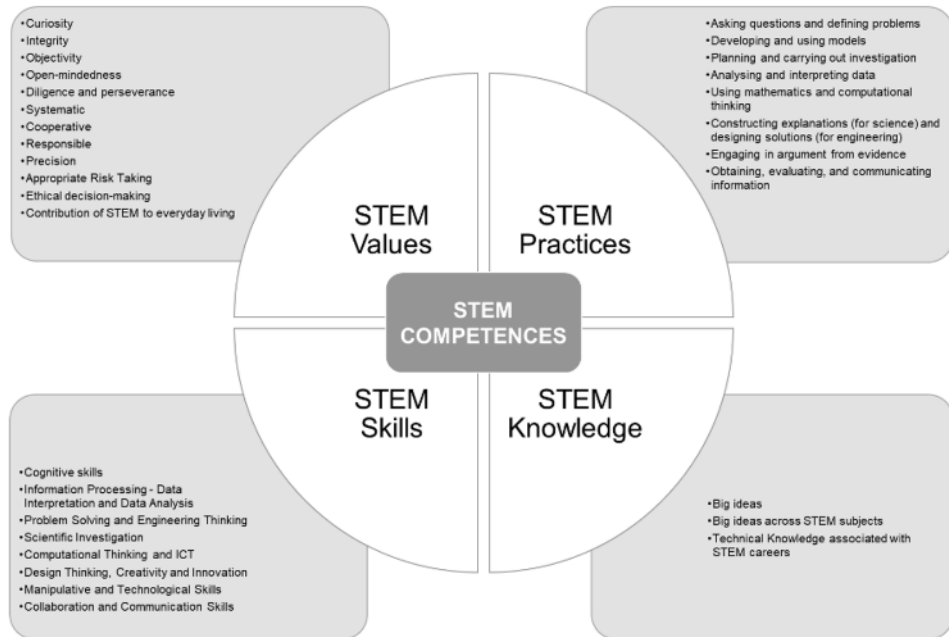 •Curiosity
•Integrity
•Objectivity
•Open-mindedness
•Diligence and perseverance
•Systematic
•Cooperative
•Responsible
•Precision
•Appropriate Risk Taking
•Ethical decision-making
•Contribution of STEM to everyday living
•Asking questions and defining problems
•Developing and using models
•Planning and carrying out investigation
•Analysing and interpreting data
•Using mathematics and computational
thinking
•Constructing explanations (for science) and
designing solutions (for engineering)
•Engaging in argument from evidence
•Obtaining, evaluating, and communicating
information
STEM
Values
STEM
Practices
STEM
COMPETENCES
STEM
Skills
STEM
Knowledge
•Cognitive skills
•Information Processing - Data
Interpretation and Data Analysis
•Problem Solving and Engineering Thinking
•Scientific Investigation
•Computational Thinking and ICT
•Design Thinking, Creativity and Innovation
•Manipulative and Technological Skills
•Collaboration and Communication Skills
•Big ideas
•Big ideas across STEM subjects
•Technical Knowledge associated with
STEM careers